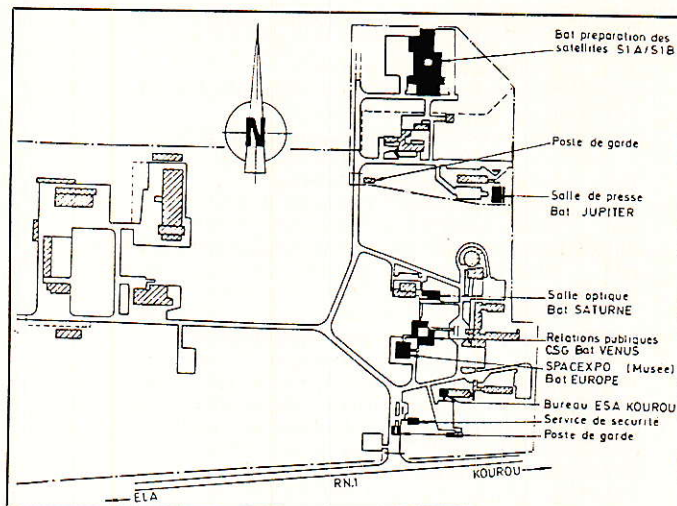 Bat preparation des
satellites S1A/S1B
N
Poste de garde
Salle de presse
Bat JUPITER
Salle optique
Bat SATURNE
Relations publiques
CSG Bat VENUS
SPACEXPO (Musee)
Bat EUROPE
Bureau ESA KOUROU
Service de securité
Poste de garde
KOUROU
RN.1
ELA